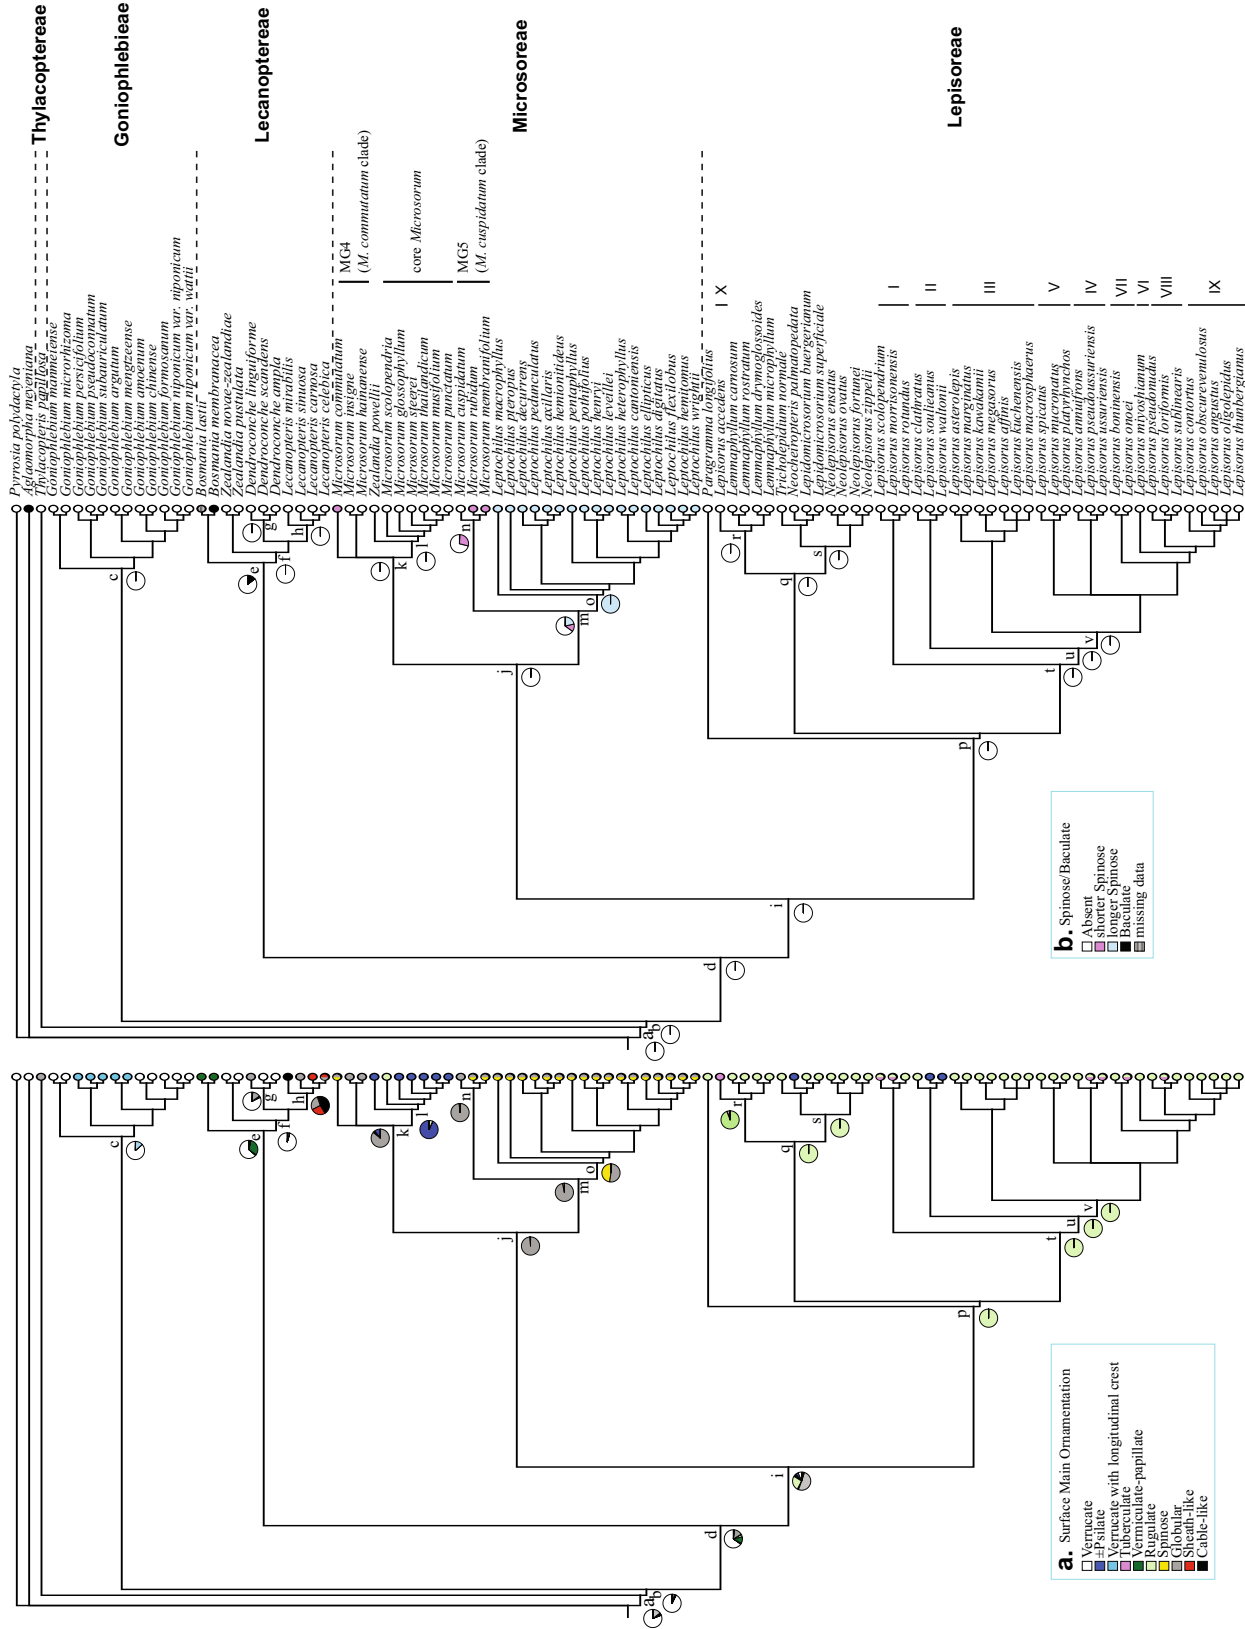 Thylacoptereae
Goniophlebieae
Lecanoptereae
Microsoreae
Lepisoreae
MG4
(M. commutatum clade)
core Microsorum
MG5
(M. cuspidatum clade)
X
I
I
II
III
V
IV
VII
VI
VIII
IX
Pyrrosia polydactyla
Aglaomorpha meyeniana
Thylacopteris papillosa
Goniophlebium manmeiense
Goniophlebium microrhizoma
Goniophlebium persicifolium
Goniophlebium pseudoconnatum
Goniophlebium subauriculatum
Goniophlebium argutum
Goniophlebium mengtzeense
Goniophlebium amoenum
Goniophlebium chinense
Goniophlebium formosanum
Goniophlebium niponicum var. niponicum
Goniophlebium niponicum var. wattii
Bosmania lastii
Bosmania membranacea
Zealandia novae-zealandiae
Zealandia pustulata
Dendroconche linguiforme
Dendroconche scandens
Dendroconche ampla
Lecanopteris mirabilis
Lecanopteris sinuosa
Lecanopteris carnosa
Lecanopteris celebica
Microsorum insigne
Microsorum hainanense
Zealandia powellii
Microsorum scolopendria
Microsorum glossophyllum
Microsorum steerei
Microsorum thailandicum
Microsorum musifolium
Microsorum punctatum
Microsorum cuspidatum
Microsorum rubidum
Microsorum membranifolium
Leptochilus macrophyllus
Leptochilus pteropus
Leptochilus decurrens
Leptochilus pedunculatus
Leptochilus axillaris
Leptochilus hemionitideus
Leptochilus pentaphyllus
Leptochilus pothifolius
Leptochilus henryi
Leptochilus leveillei
Leptochilus heterophyllus
Leptochilus cantoniensis
Leptochilus ellipticus
Leptochilus digitatus
Leptochilus flexilobus
Leptochilus hemitomus
Leptochilus wrightii
Paragramma longifolius
Lepisorus accedens
Lemmaphyllum carnosum
Lemmaphyllum rostratum
Lemmaphyllum drymoglossoides
Lemmaphyllum microphyllum
Tricholepidium normale
Neocheiropteris palmatopedata
Lepidomicrosorium buergerianum
Lepidomicrosorium superficiale
Neolepisorus ensatus
Neolepisorus ovatus
Neolepisorus fortunei
Neolepisorus zippelii
Lepisorus scolopendrium
Lepisorus morrisonensis
Lepisorus rotundus
Lepisorus clathratus
Lepisorus soulieanus
Lepisorus waltonii
Lepisorus asterolepis
Lepisorus marginatus
Lepisorus kawakamii
Lepisorus megasorus
Lepisorus affinis
Lepisorus kuchenensis
Lepisorus macrosphaerus
Lepisorus spicatus
Lepisorus mucronatus
Lepisorus platyrhynchos
Lepisorus annuifrons
Lepisorus pseudoussuriensis
Lepisorus ussuriensis
Lepisorus boninensis
Lepisorus onoei
Lepisorus miyoshianum
Lepisorus pseudonudus
Lepisorus loriformis
Lepisorus sublinearis
Lepisorus contortus
Lepisorus obscurevenulosus
Lepisorus angustus
Lepisorus oligolepidus
Lepisorus thunbergianus
a
b
c
d
e
f
g
h
i
j
k
l
m
n
o
p
q
r
s
t
u
v
b. Spinose/Baculate
Absent
shorter Spinose
longer Spinose
Baculate
missing data
a
b
c
d
e
f
g
h
i
j
k
l
m
n
o
p
q
r
s
t
u
v
a. Surface Main Ornamentation
Verrucate
±Psilate
Verrucate with longitudinal crest
Tuberculate
Vermiculate-papillate
Rugulate
Spinose
Globular
Sheath-like
Cable-like